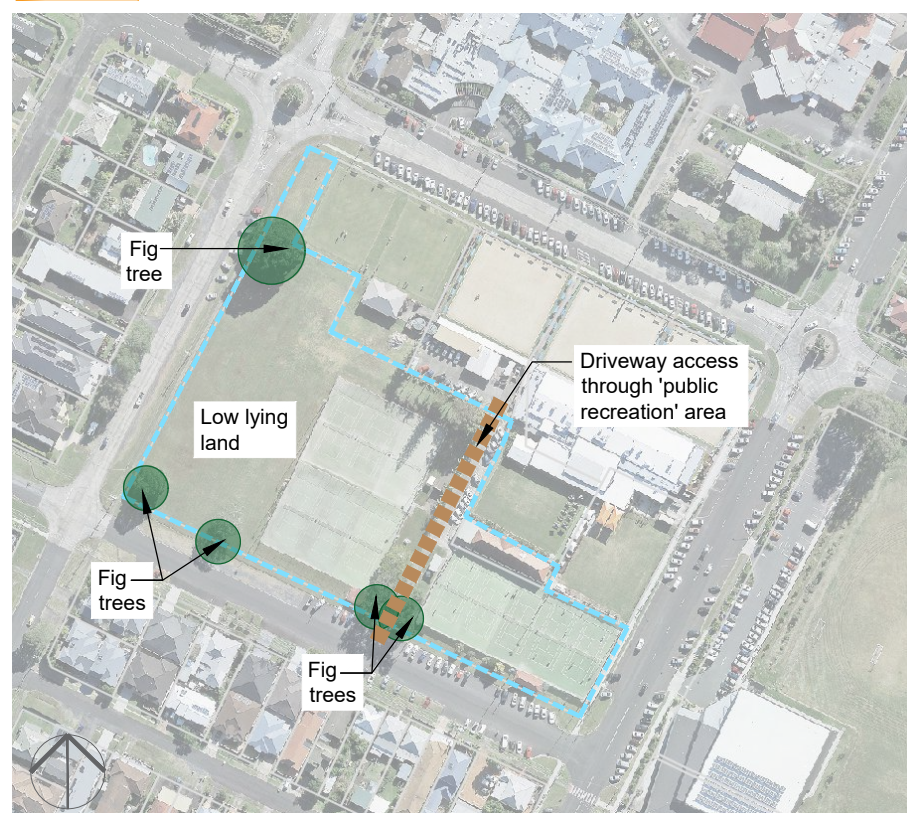 Fig
tree
Driveway access
through 'public
recreation' area
Low lying
land
Fig
trees
Fig
trees